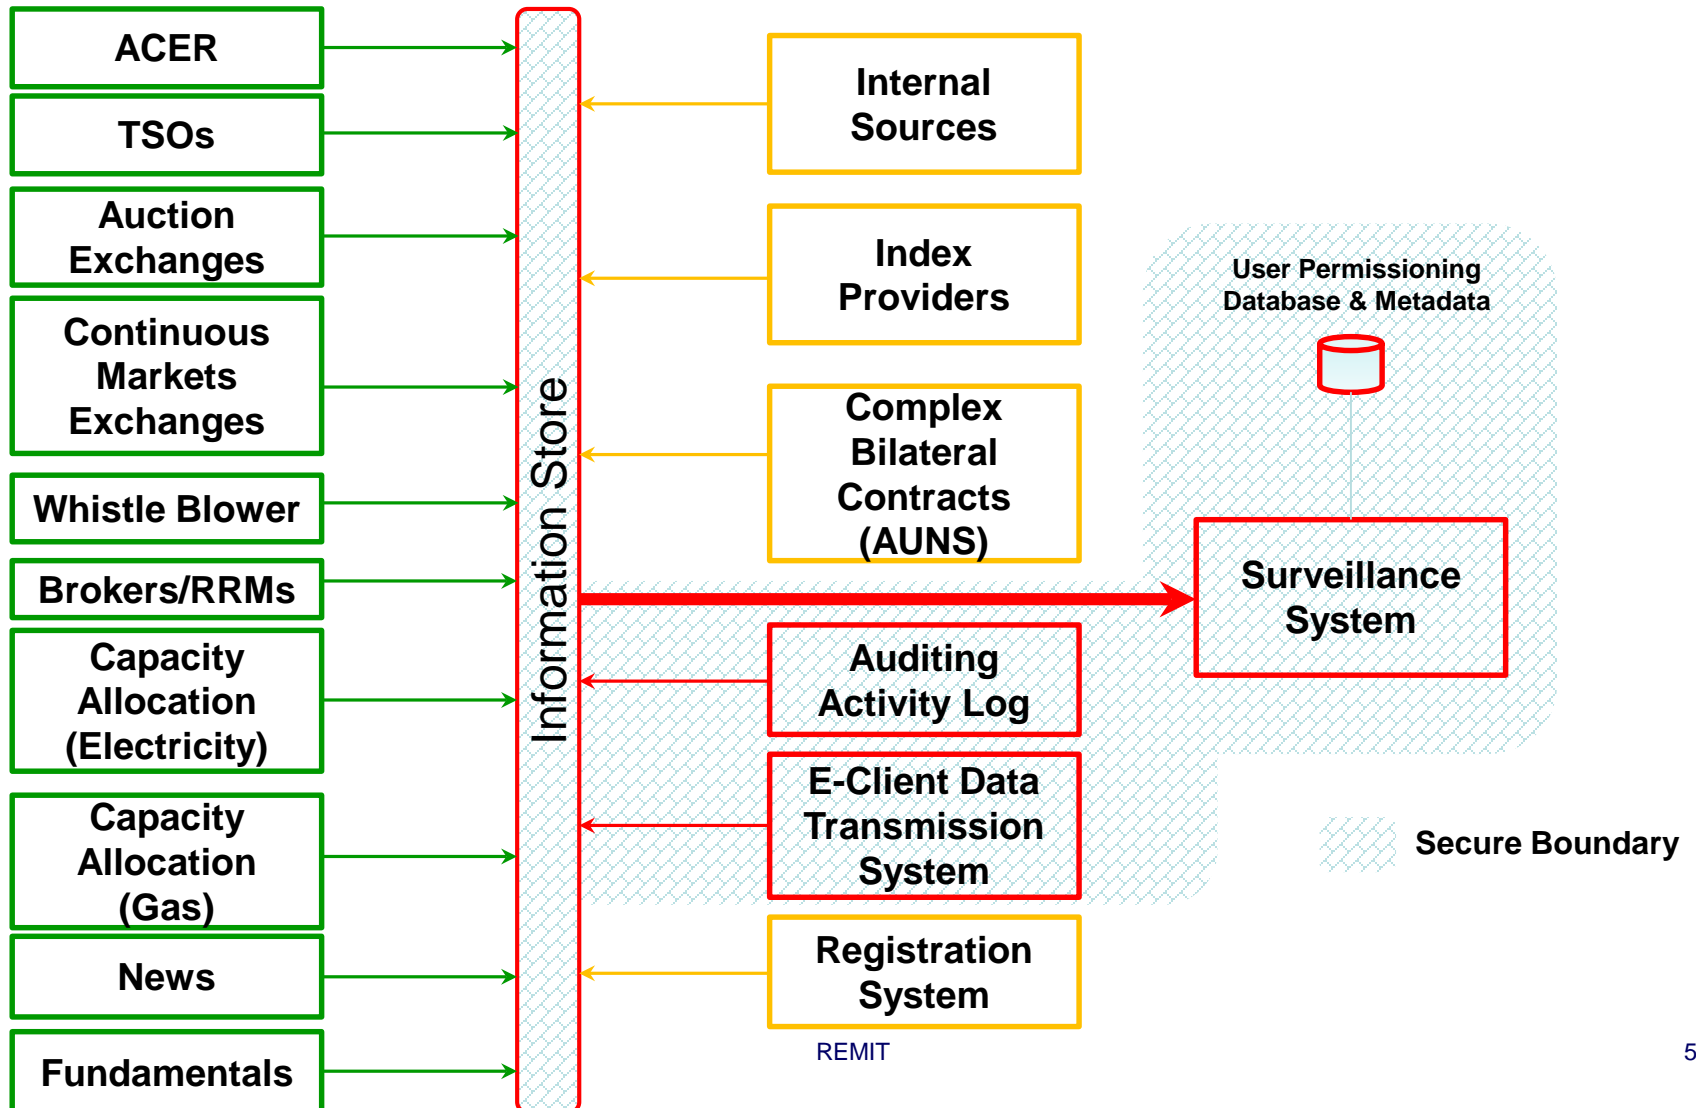 ACER
TSOs
Auction
Exchanges
Continuous
Markets
Exchanges
Whistle Blower
Brokers/RRMs
Capacity
Allocation
(Electricity)
Capacity
Allocation
(Gas)
News
Fundamentals
Information Store
Internal
Sources
Index
Providers
Complex
Bilateral
Contracts
(AUNS)
Auditing
Activity Log
E-Client Data
Transmission
System
Registration
System
User Permissioning
Database & Metadata
Surveillance
System
Secure Boundary
REMIT
5